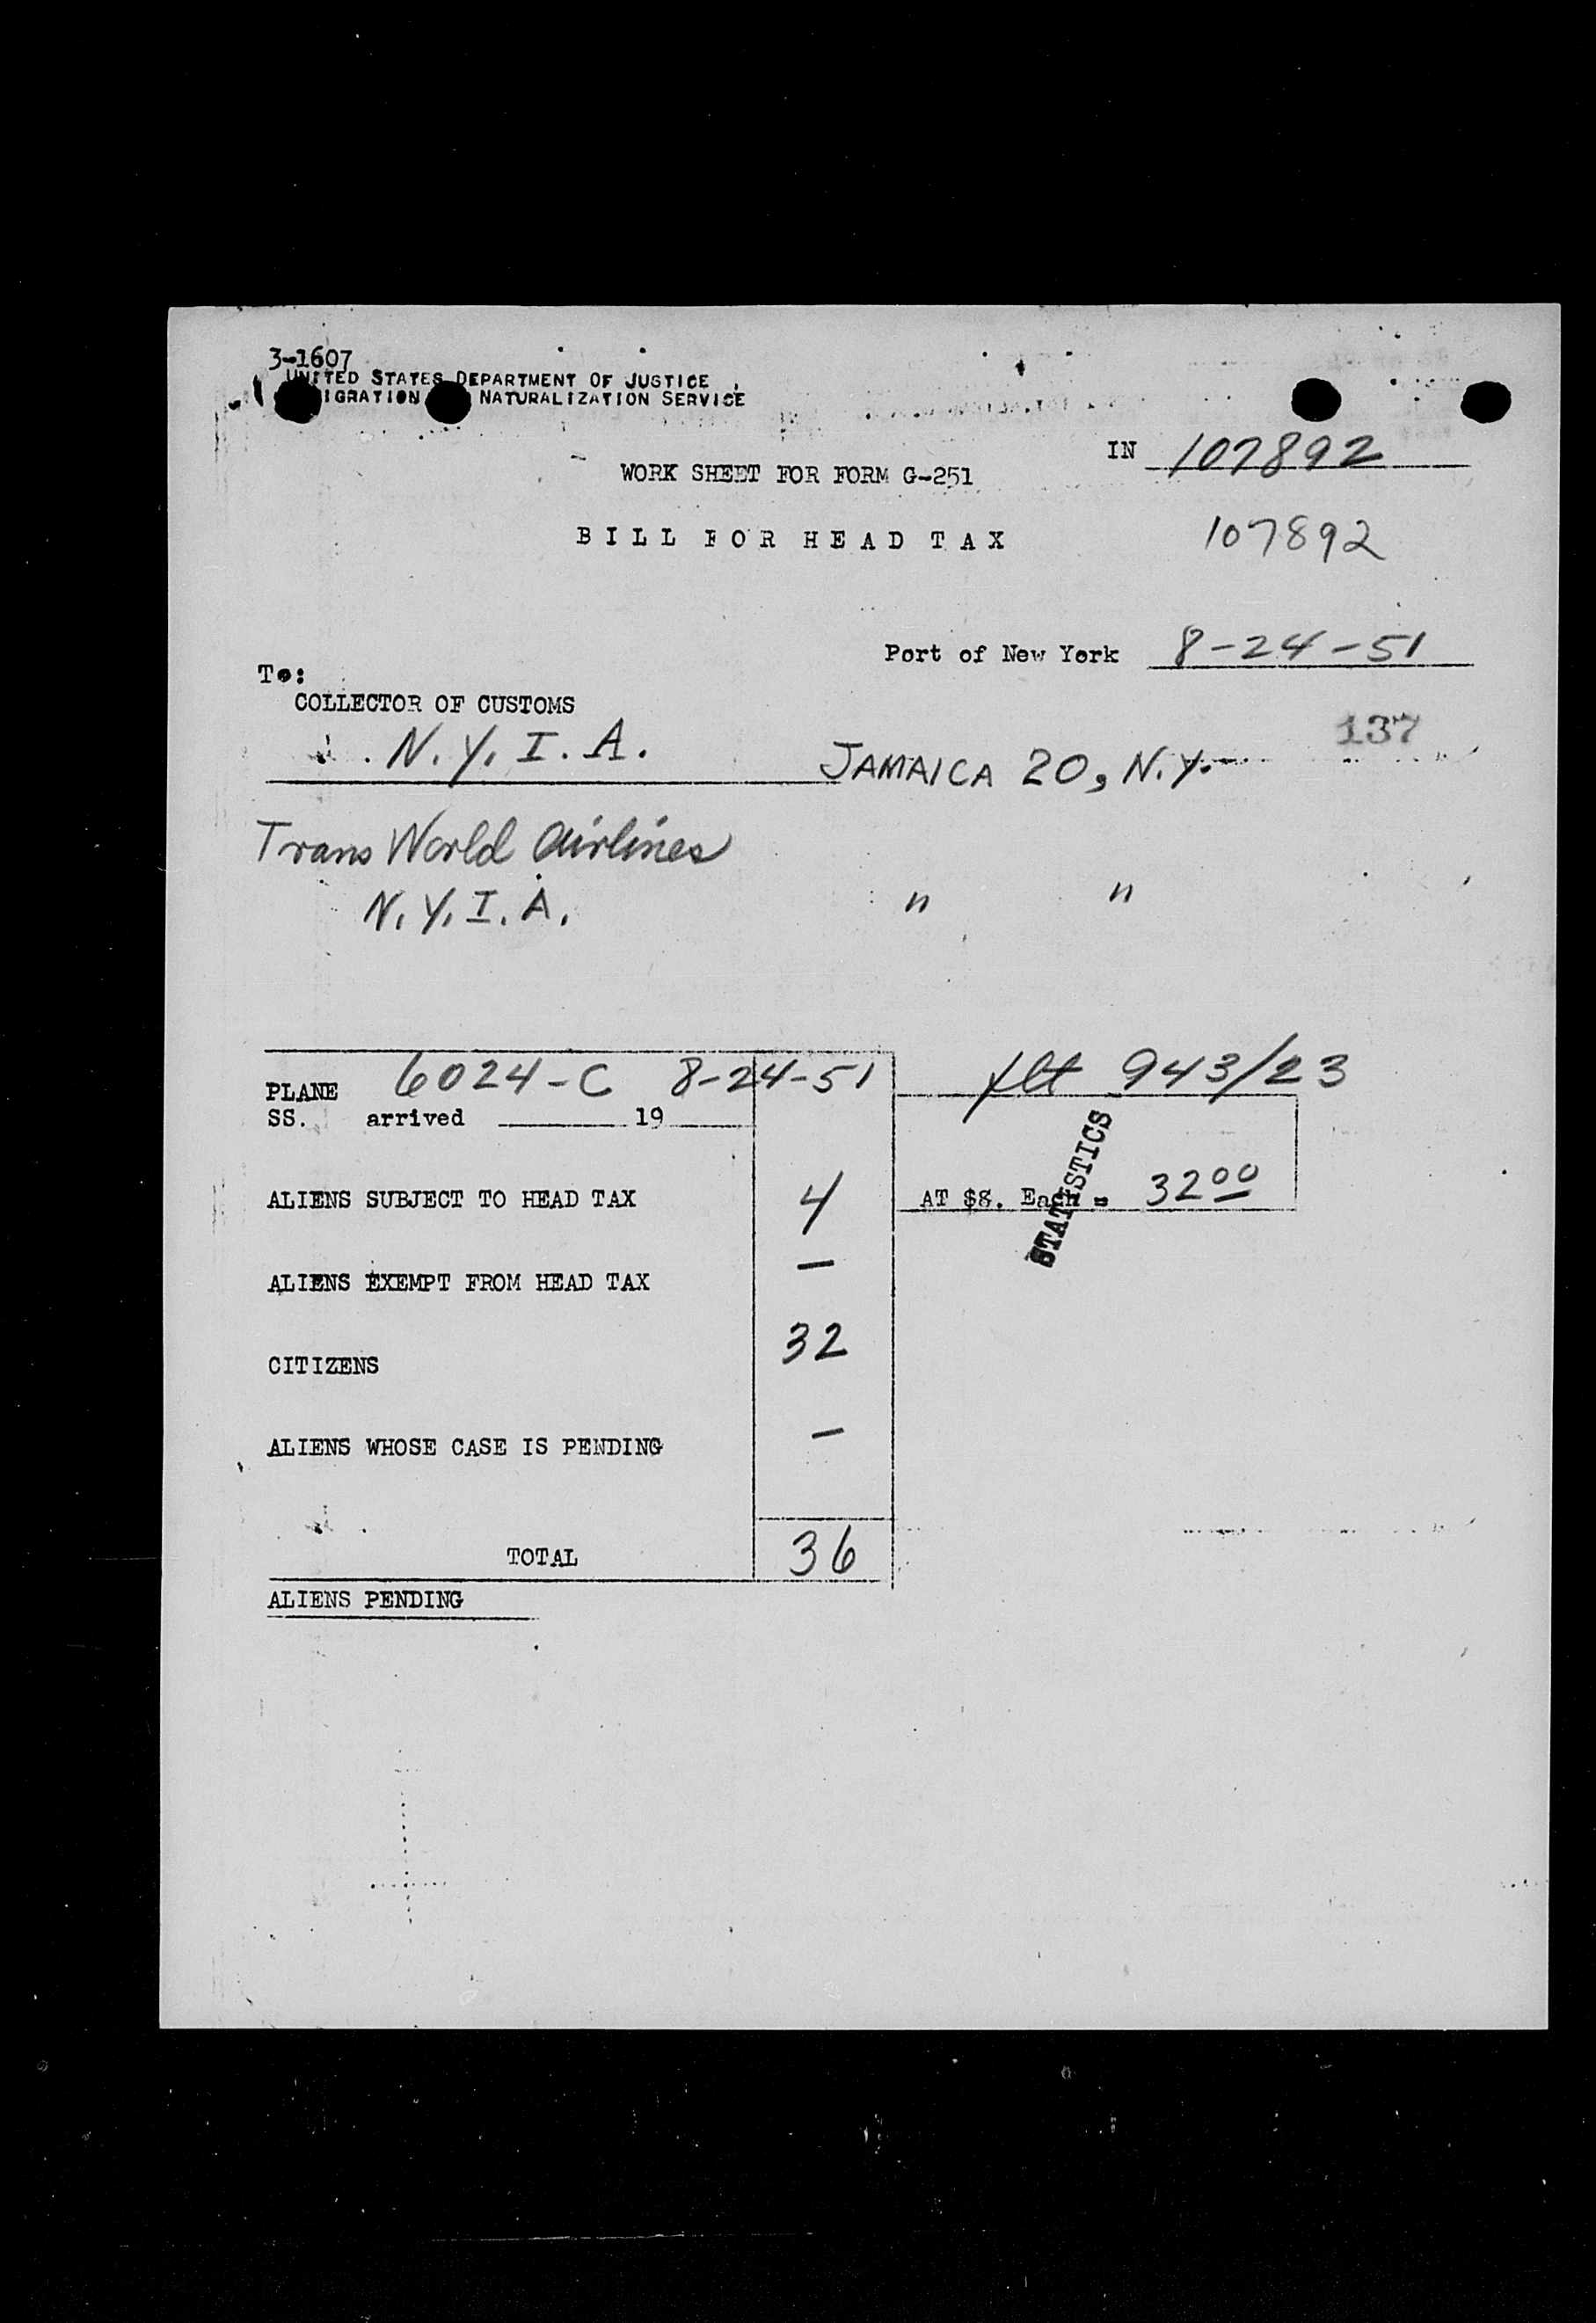 3-1607
UNITED STATES DEPARTMENT OF JUSTICE
IGRATION NATURALIZATION SERVICE
IN 107892
WORK SHEET FOR FORM G-251
BILL FOR HEAD TAX
107892
Port of New York 8-24-51
To:
COLLECTOR OF CUSTOMS
137
N.Y.I.A. JAMAICA 20, N.Y.
Trans World Airlines
N.Y.I.A. " "
PLANE 6024-C 8-24-51 flt 943/23
SS. arrived 19
STATISTICS
ALIENS SUBJECT TO HEAD TAX 4 AT $8. Each = 32 00
ALIENS EXEMPT FROM HEAD TAX —
CITIZENS 32
ALIENS WHOSE CASE IS PENDING —
TOTAL 36
ALIENS PENDING